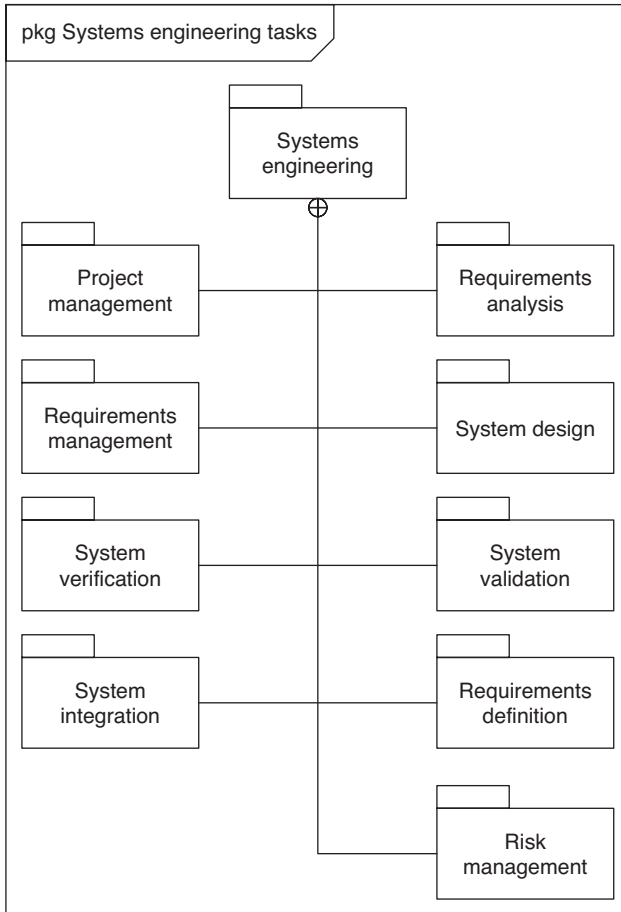 pkg Systems engineering tasks
Systems
engineering
Project
management
Requirements
analysis
Requirements
management
System design
System
verification
System
validation
System
integration
Requirements
definition
Risk
management